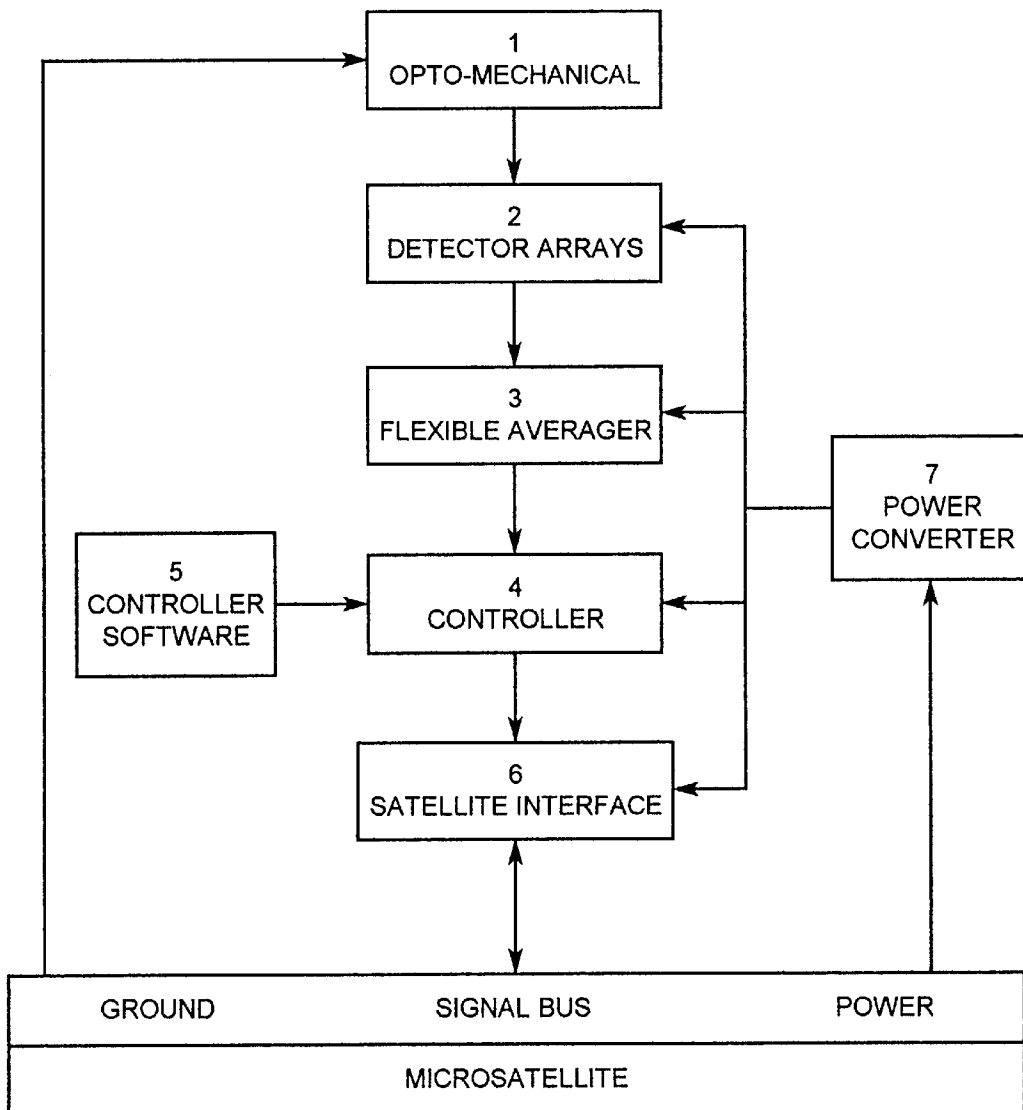 1
OPTO-MECHANICAL
2
DETECTOR ARRAYS
3
FLEXIBLE AVERAGER
7
POWER
CONVERTER
5
CONTROLLER
SOFTWARE
4
CONTROLLER
6
SATELLITE INTERFACE
GROUND
SIGNAL BUS
POWER
MICROSATELLITE